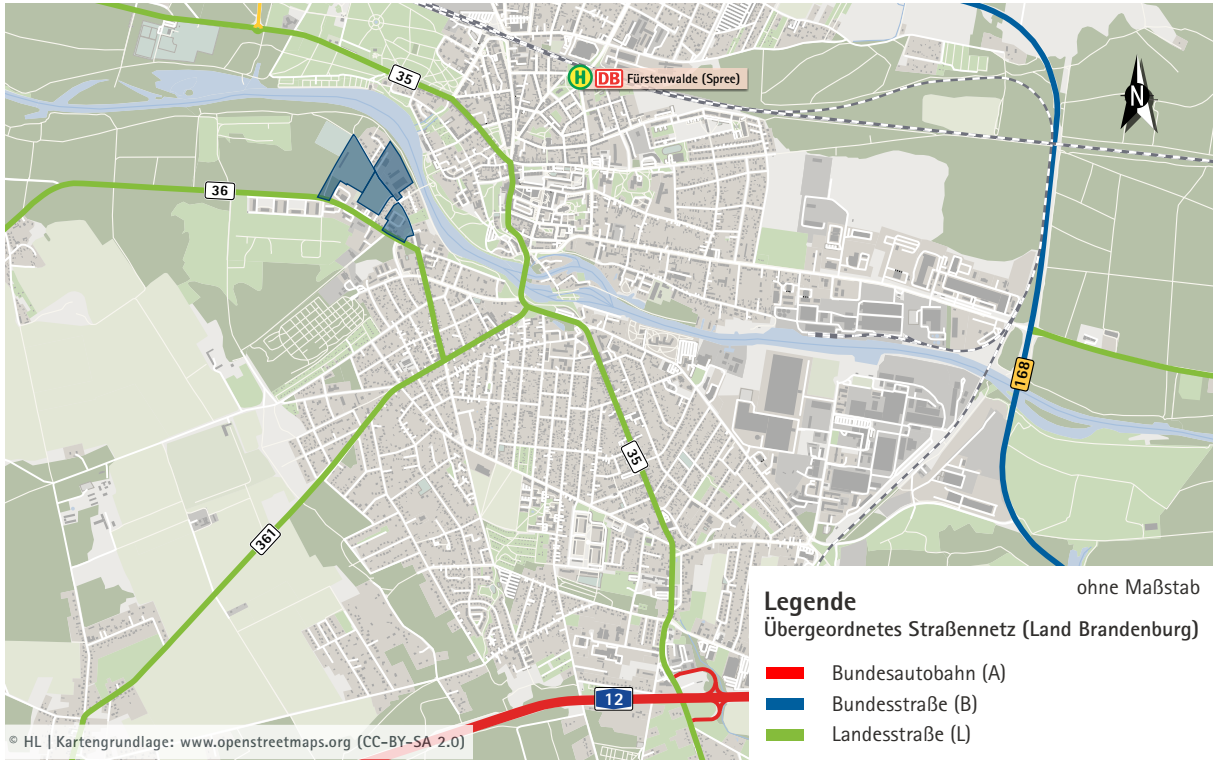 35
H DB Fürstenwalde (Spree)
N
36
168
35
361
12
ohne Maßstab
Legende
Übergeordnetes Straßennetz (Land Brandenburg)
Bundesautobahn (A)
Bundesstraße (B)
Landesstraße (L)
© HL | Kartengrundlage: www.openstreetmaps.org (CC-BY-SA 2.0)